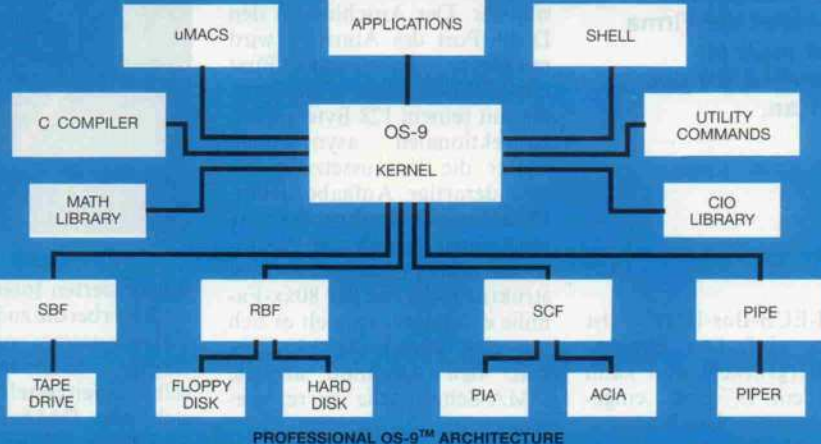 uMACS
APPLICATIONS
SHELL
C COMPILER
OS-9
KERNEL
UTILITY
COMMANDS
MATH
LIBRARY
CIO
LIBRARY
SBF
RBF
SCF
PIPE
TAPE
DRIVE
FLOPPY
DISK
HARD
DISK
PIA
ACIA
PIPER
PROFESSIONAL OS-9™ ARCHITECTURE